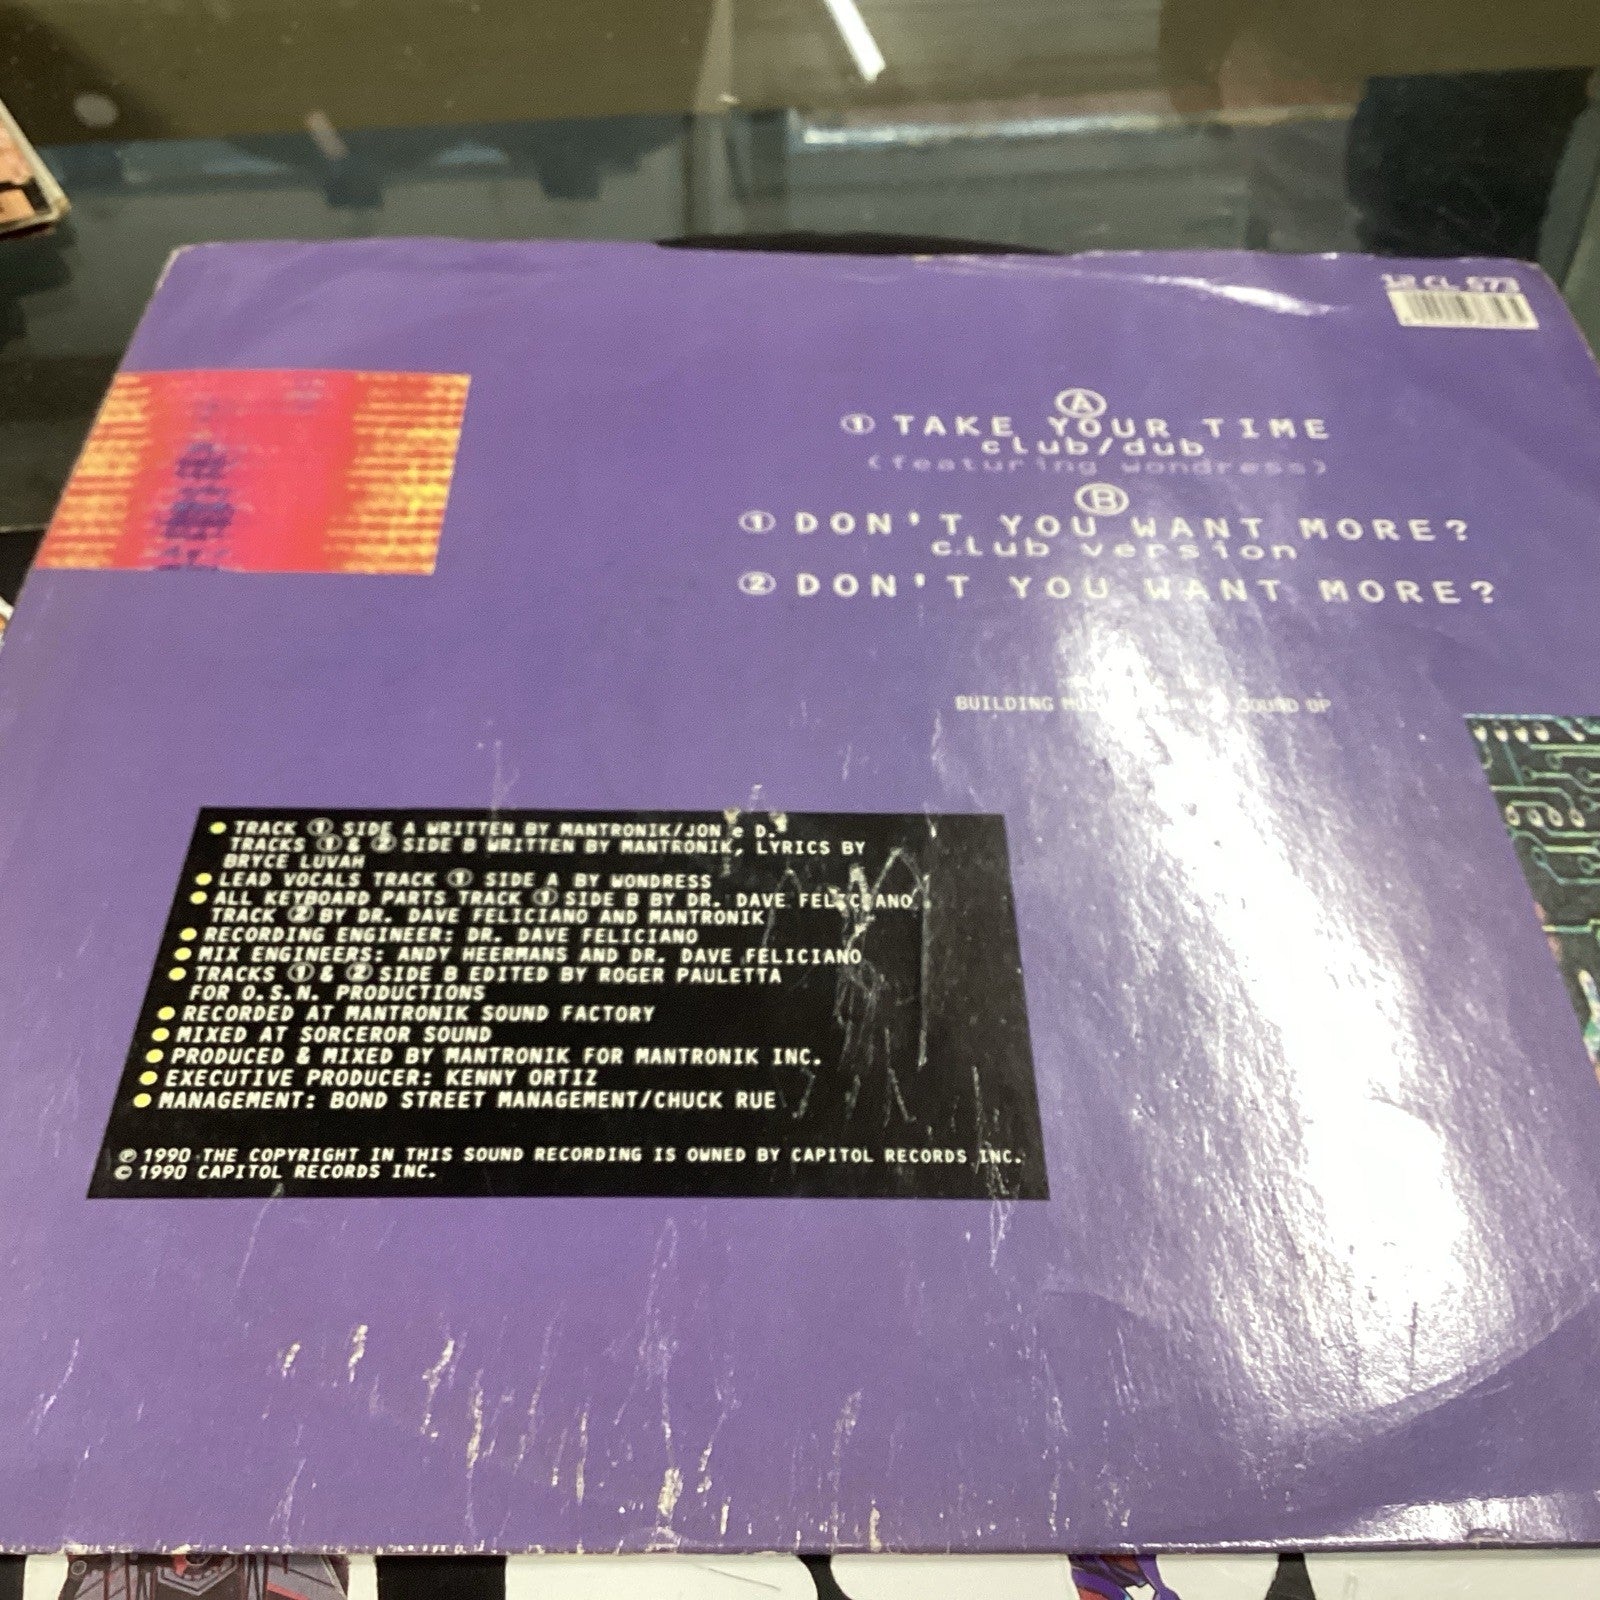 12 CL 573
A
1 TAKE YOUR TIME
club/dub
(featuring wondress)
B
1 DON'T YOU WANT MORE?
club version
2 DON'T YOU WANT MORE?
BUILDING SOUND UP
TRACK 1 SIDE A WRITTEN BY MANTRONIK/JON e D.
TRACKS 1 & 2 SIDE B WRITTEN BY MANTRONIK, LYRICS BY
BRYCE LUVAH
LEAD VOCALS TRACK 1 SIDE A BY WONDRESS
ALL KEYBOARD PARTS TRACK 1 SIDE B BY DR. DAVE FELICIANO.
TRACK 2 BY DR. DAVE FELICIANO AND MANTRONIK
RECORDING ENGINEER: DR. DAVE FELICIANO
MIX ENGINEERS: ANDY HEERMANS AND DR. DAVE FELICIANO
TRACKS 1 & 2 SIDE B EDITED BY ROGER PAULETTA
FOR O.S.N. PRODUCTIONS
RECORDED AT MANTRONIK SOUND FACTORY
MIXED AT SORCEROR SOUND
PRODUCED & MIXED BY MANTRONIK FOR MANTRONIK INC.
EXECUTIVE PRODUCER: KENNY ORTIZ
MANAGEMENT: BOND STREET MANAGEMENT/CHUCK RUE
℗ 1990 THE COPYRIGHT IN THIS SOUND RECORDING IS OWNED BY CAPITOL RECORDS INC.
© 1990 CAPITOL RECORDS INC.